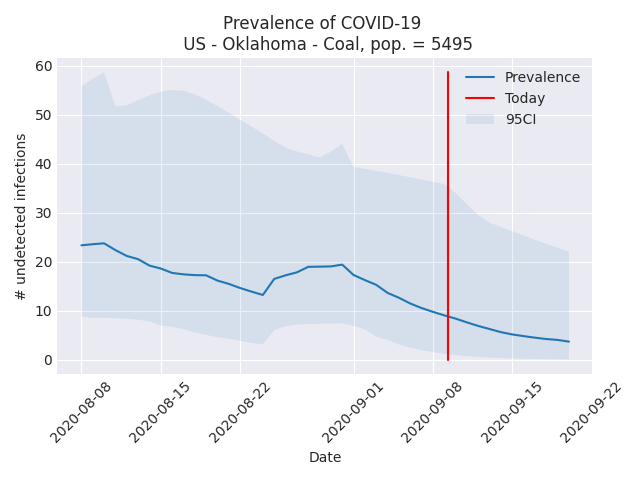 Prevalence of COVID-19
US - Oklahoma - Coal, pop. = 5495
Prevalence
Today
95CI
60
50
40
30
20
10
0
# undetected infections
2020-08-08
2020-08-15
2020-08-22
2020-09-01
2020-09-08
2020-09-15
2020-09-22
Date